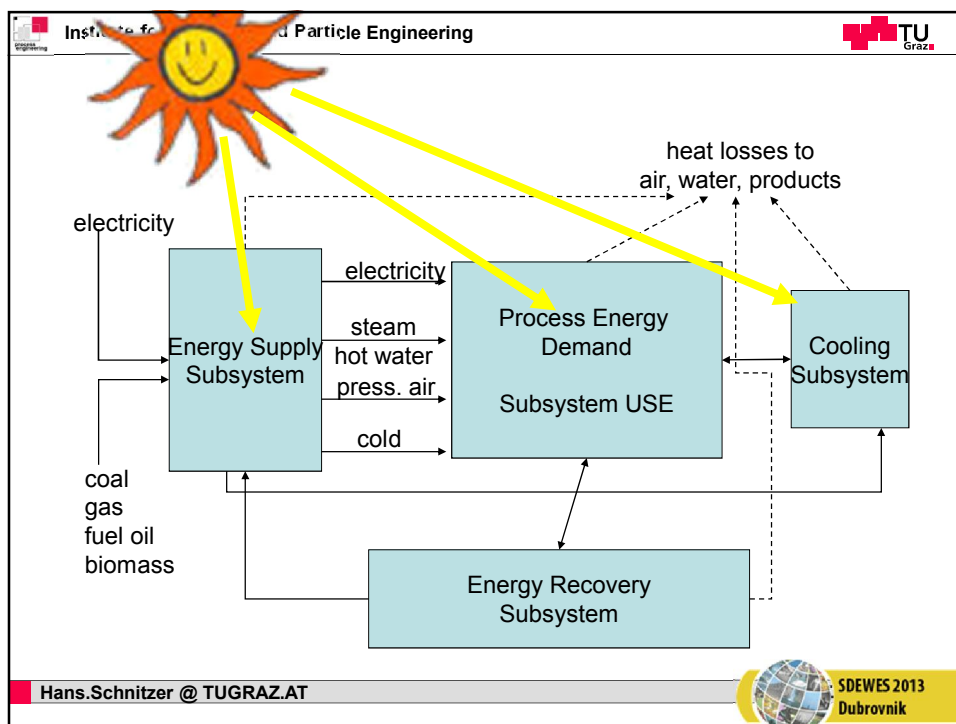 Particle Engineering
process
engineering
TU
Graz
heat losses to
air, water, products
electricity
electricity
steam
hot water
press. air
cold
Energy Supply
Subsystem
Process Energy
Demand
Subsystem USE
Cooling
Subsystem
coal
gas
fuel oil
biomass
Energy Recovery
Subsystem
Hans.Schnitzer @ TUGRAZ.AT
SDEWES 2013
Dubrovnik